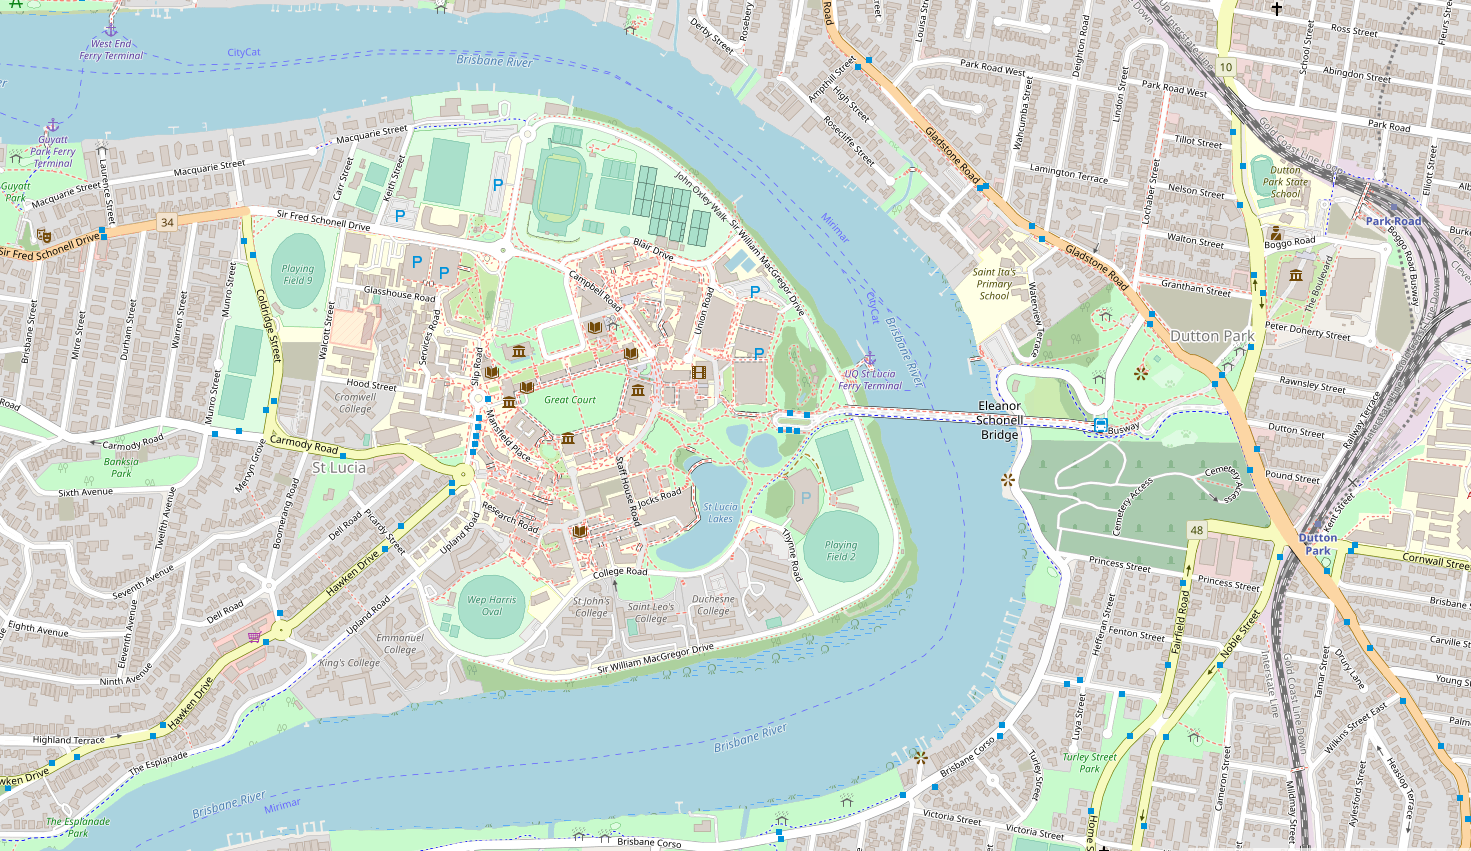 West End
Ferry Terminal
CityCat
Brisbane River
Derby Street
Rosebery
Road
Louisa St
Deighton Road
Up Interstate Line
10
School Street
Ross Street
Fleurs Street
Abingdon Street
Park Road West
Park Road West
Ampthill Street
High Street
Rosecliffe Street
Gladstone Road
Wahcumba Street
Lindon Street
Tillot Street
Park Road
Gold Coast Line Loop
Guyatt
Park Ferry
Terminal
Macquarie Street
Macquarie Street
Macquarie Street
Laurence Street
Guyatt
Park
Carr Street
Keith Street
P
P
John Oxley Walk
Sir William MacGregor Drive
Mirimar
Lamington Terrace
Nelson Street
Lochaber Street
Dutton
Park State
School
Elliott Street
Park Road
Walton Street
Boggo Road
Boggo Road Busway
The Boulevard
34
Sir Fred Schonell Drive
Sir Fred Schonell Drive
Playing
Field 9
P
P
Blair Drive
Campbell Road
Union Road
P
P
Glasshouse Road
Services Road
Walcott Street
Munro Street
Coldridge Street
Brisbane Street
Mitre Street
Durham Street
Warren Street
Munro Street
Slip Road
Hood Street
Cromwell
College
Great Court
CityCat
Brisbane River
UQ St Lucia
Ferry Terminal
Saint Ita's
Primary
School
Waterview Terrace
Gladstone Road
Grantham Street
Peter Doherty Street
Dutton Park
Rawnsley Street
Railway Terrace
Eleanor
Schonell
Bridge
Busway
Dutton Street
Pound Street
Cemetery Access
Cemetery Access
Kent Street
Road
Carmody Road
Carmody Road
Banksia
Park
Sixth Avenue
Mervyn Grove
St Lucia
Boomerang Road
Twelfth Avenue
Dell Road
Picardy Street
Mansfield Place
Staff House Road
Jocks Road
St Lucia
Lakes
P
Research Road
Upland Road
Thynne Road
Playing
Field 2
48
Dutton
Park
Cornwall Street
Princess Street
Princess Street
College Road
Wep Harris
Oval
St John's
College
Saint Leo's
College
Duchesne
College
Seventh Avenue
Hawken Drive
Upland Road
Dell Road
Eighth Avenue
Eleventh Avenue
Emmanuel
College
King's College
Ninth Avenue
Sir William MacGregor Drive
Hefferan Street
Fenton Street
Fairfield Road
Noble Street
Brisbane
Carville Str
Drury Lane
Tamar Street
Young S
Interstate Line
Gold Coast Line Down
Hawken Drive
Highland Terrace
The Esplanade
wken Drive
Brisbane River
Brisbane River
Mirimar
The Esplanade
Park
Luya Street
Brisbane Corso
Turley Street
Turley Street
Park
Wilkins Street East
Palm
Heaslop Terrace
Aylesford Street
Cameron Street
Mildmay Street
Victoria Street
Victoria Street
Home S
Brisbane Corso